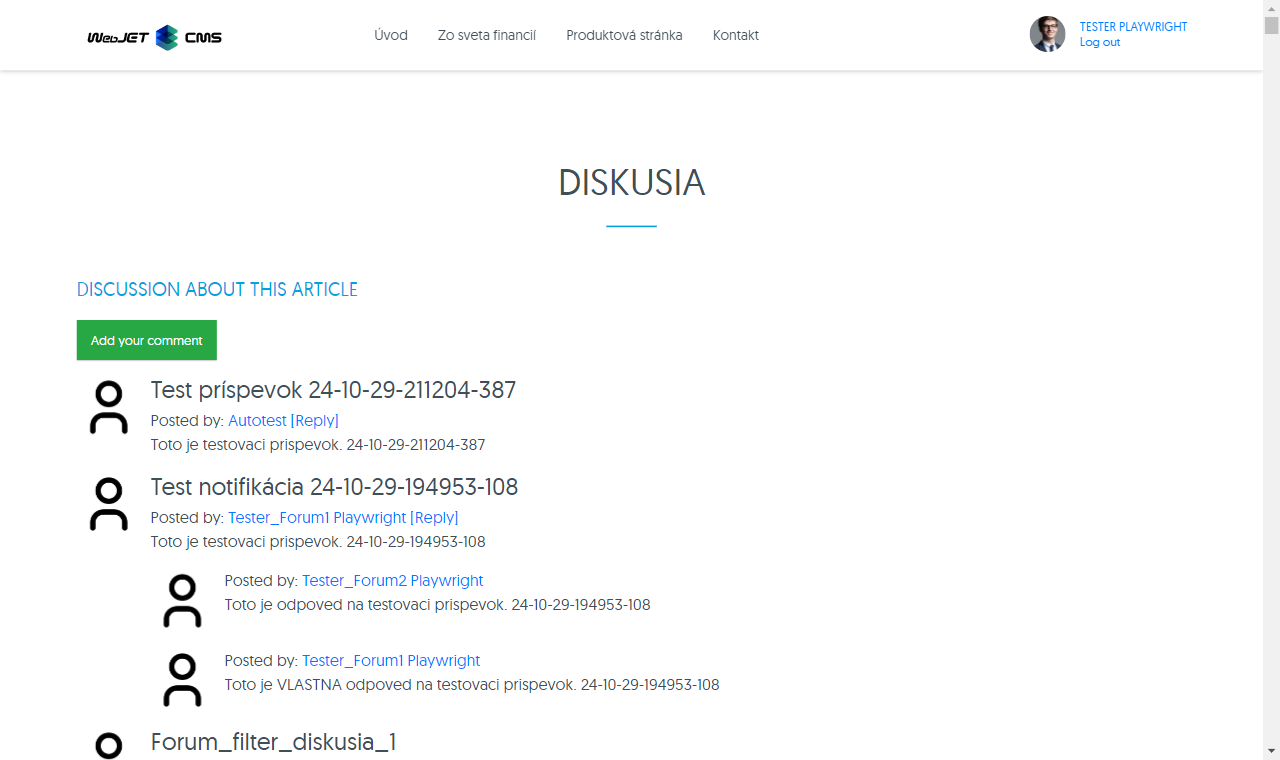 WebJET CMS
Úvod
Zo sveta financií
Produktová stránka
Kontakt
TESTER PLAYWRIGHT
Log out
DISKUSIA
DISCUSSION ABOUT THIS ARTICLE
Add your comment
Test príspevok 24-10-29-211204-387
Posted by: Autotest [Reply]
Toto je testovaci prispevok. 24-10-29-211204-387
Test notifikácia 24-10-29-194953-108
Posted by: Tester_Forum1 Playwright [Reply]
Toto je testovaci prispevok. 24-10-29-194953-108
Posted by: Tester_Forum2 Playwright
Toto je odpoved na testovaci prispevok. 24-10-29-194953-108
Posted by: Tester_Forum1 Playwright
Toto je VLASTNA odpoved na testovaci prispevok. 24-10-29-194953-108
Forum_filter_diskusia_1